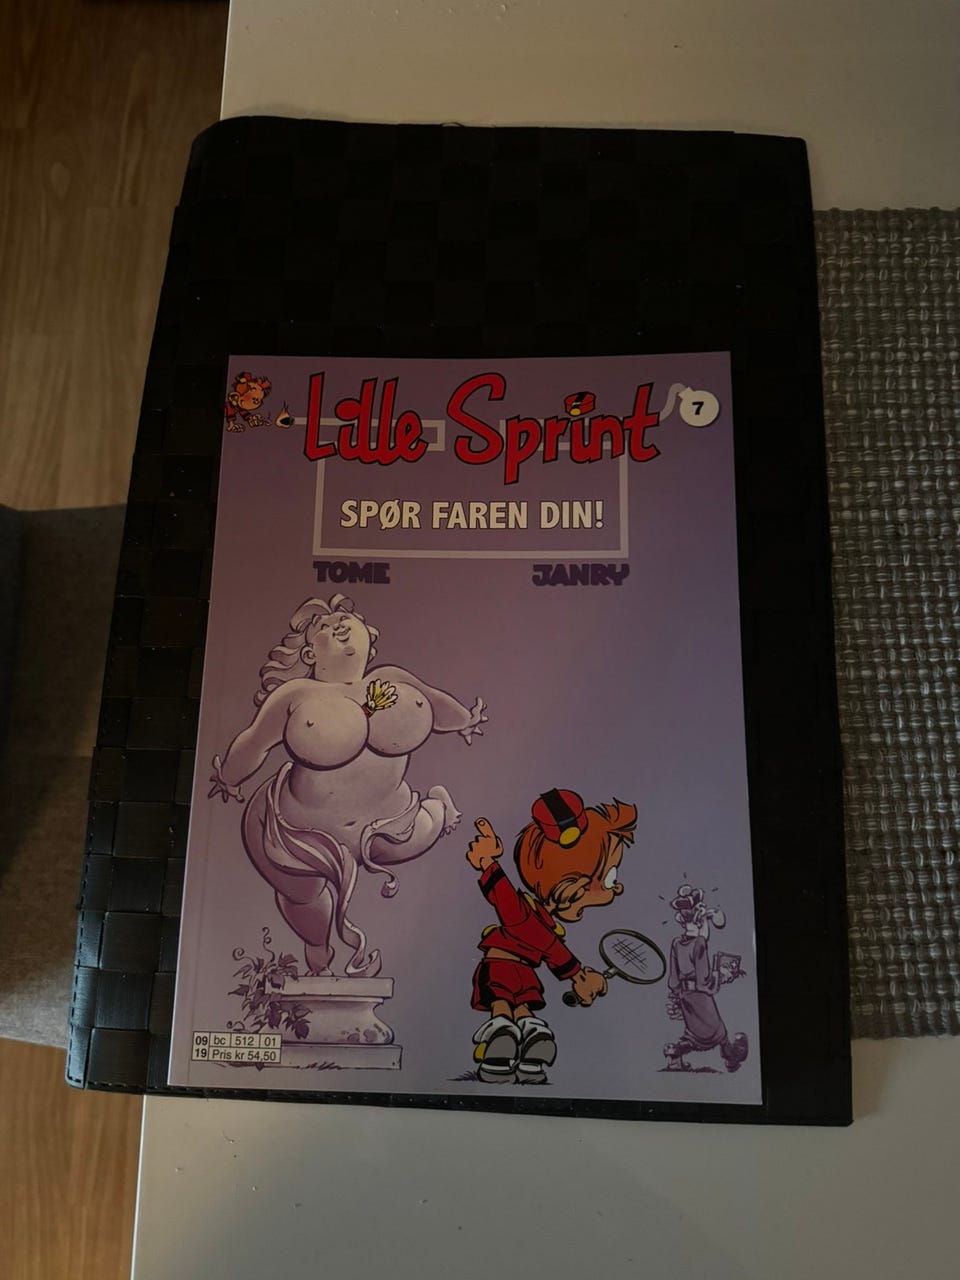 Lille Sprint
7
SPØR FAREN DIN!
TOME JANRY
09 bc 512 01
19 Pris kr 54,50